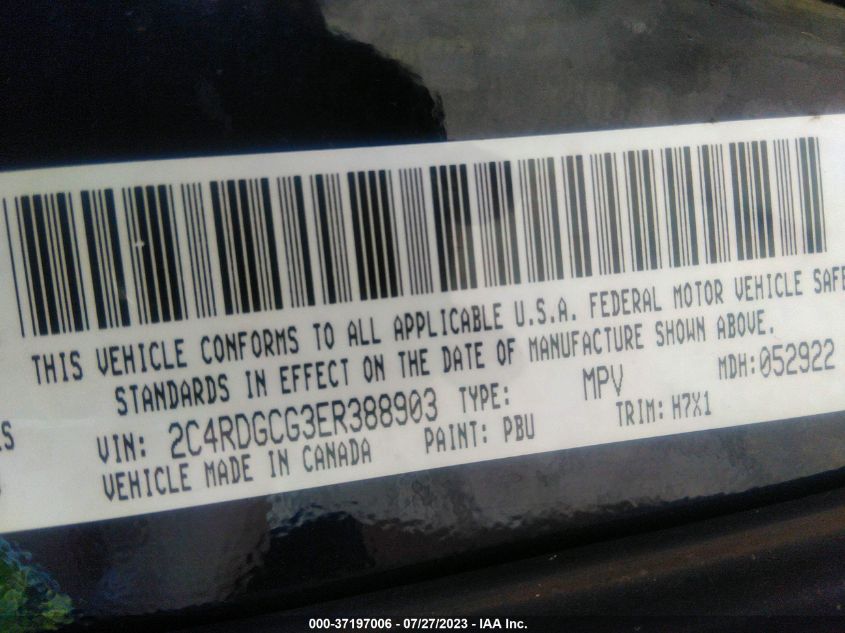 THIS VEHICLE CONFORMS TO ALL APPLICABLE U.S.A. FEDERAL MOTOR VEHICLE SAFE
STANDARDS IN EFFECT ON THE DATE OF MANUFACTURE SHOWN ABOVE.
VIN: 2C4RDGCG3ER388903 TYPE: MPV MDH:052922
VEHICLE MADE IN CANADA PAINT: PBU TRIM: H7X1
000-37197006 - 07/27/2023 - IAA Inc.